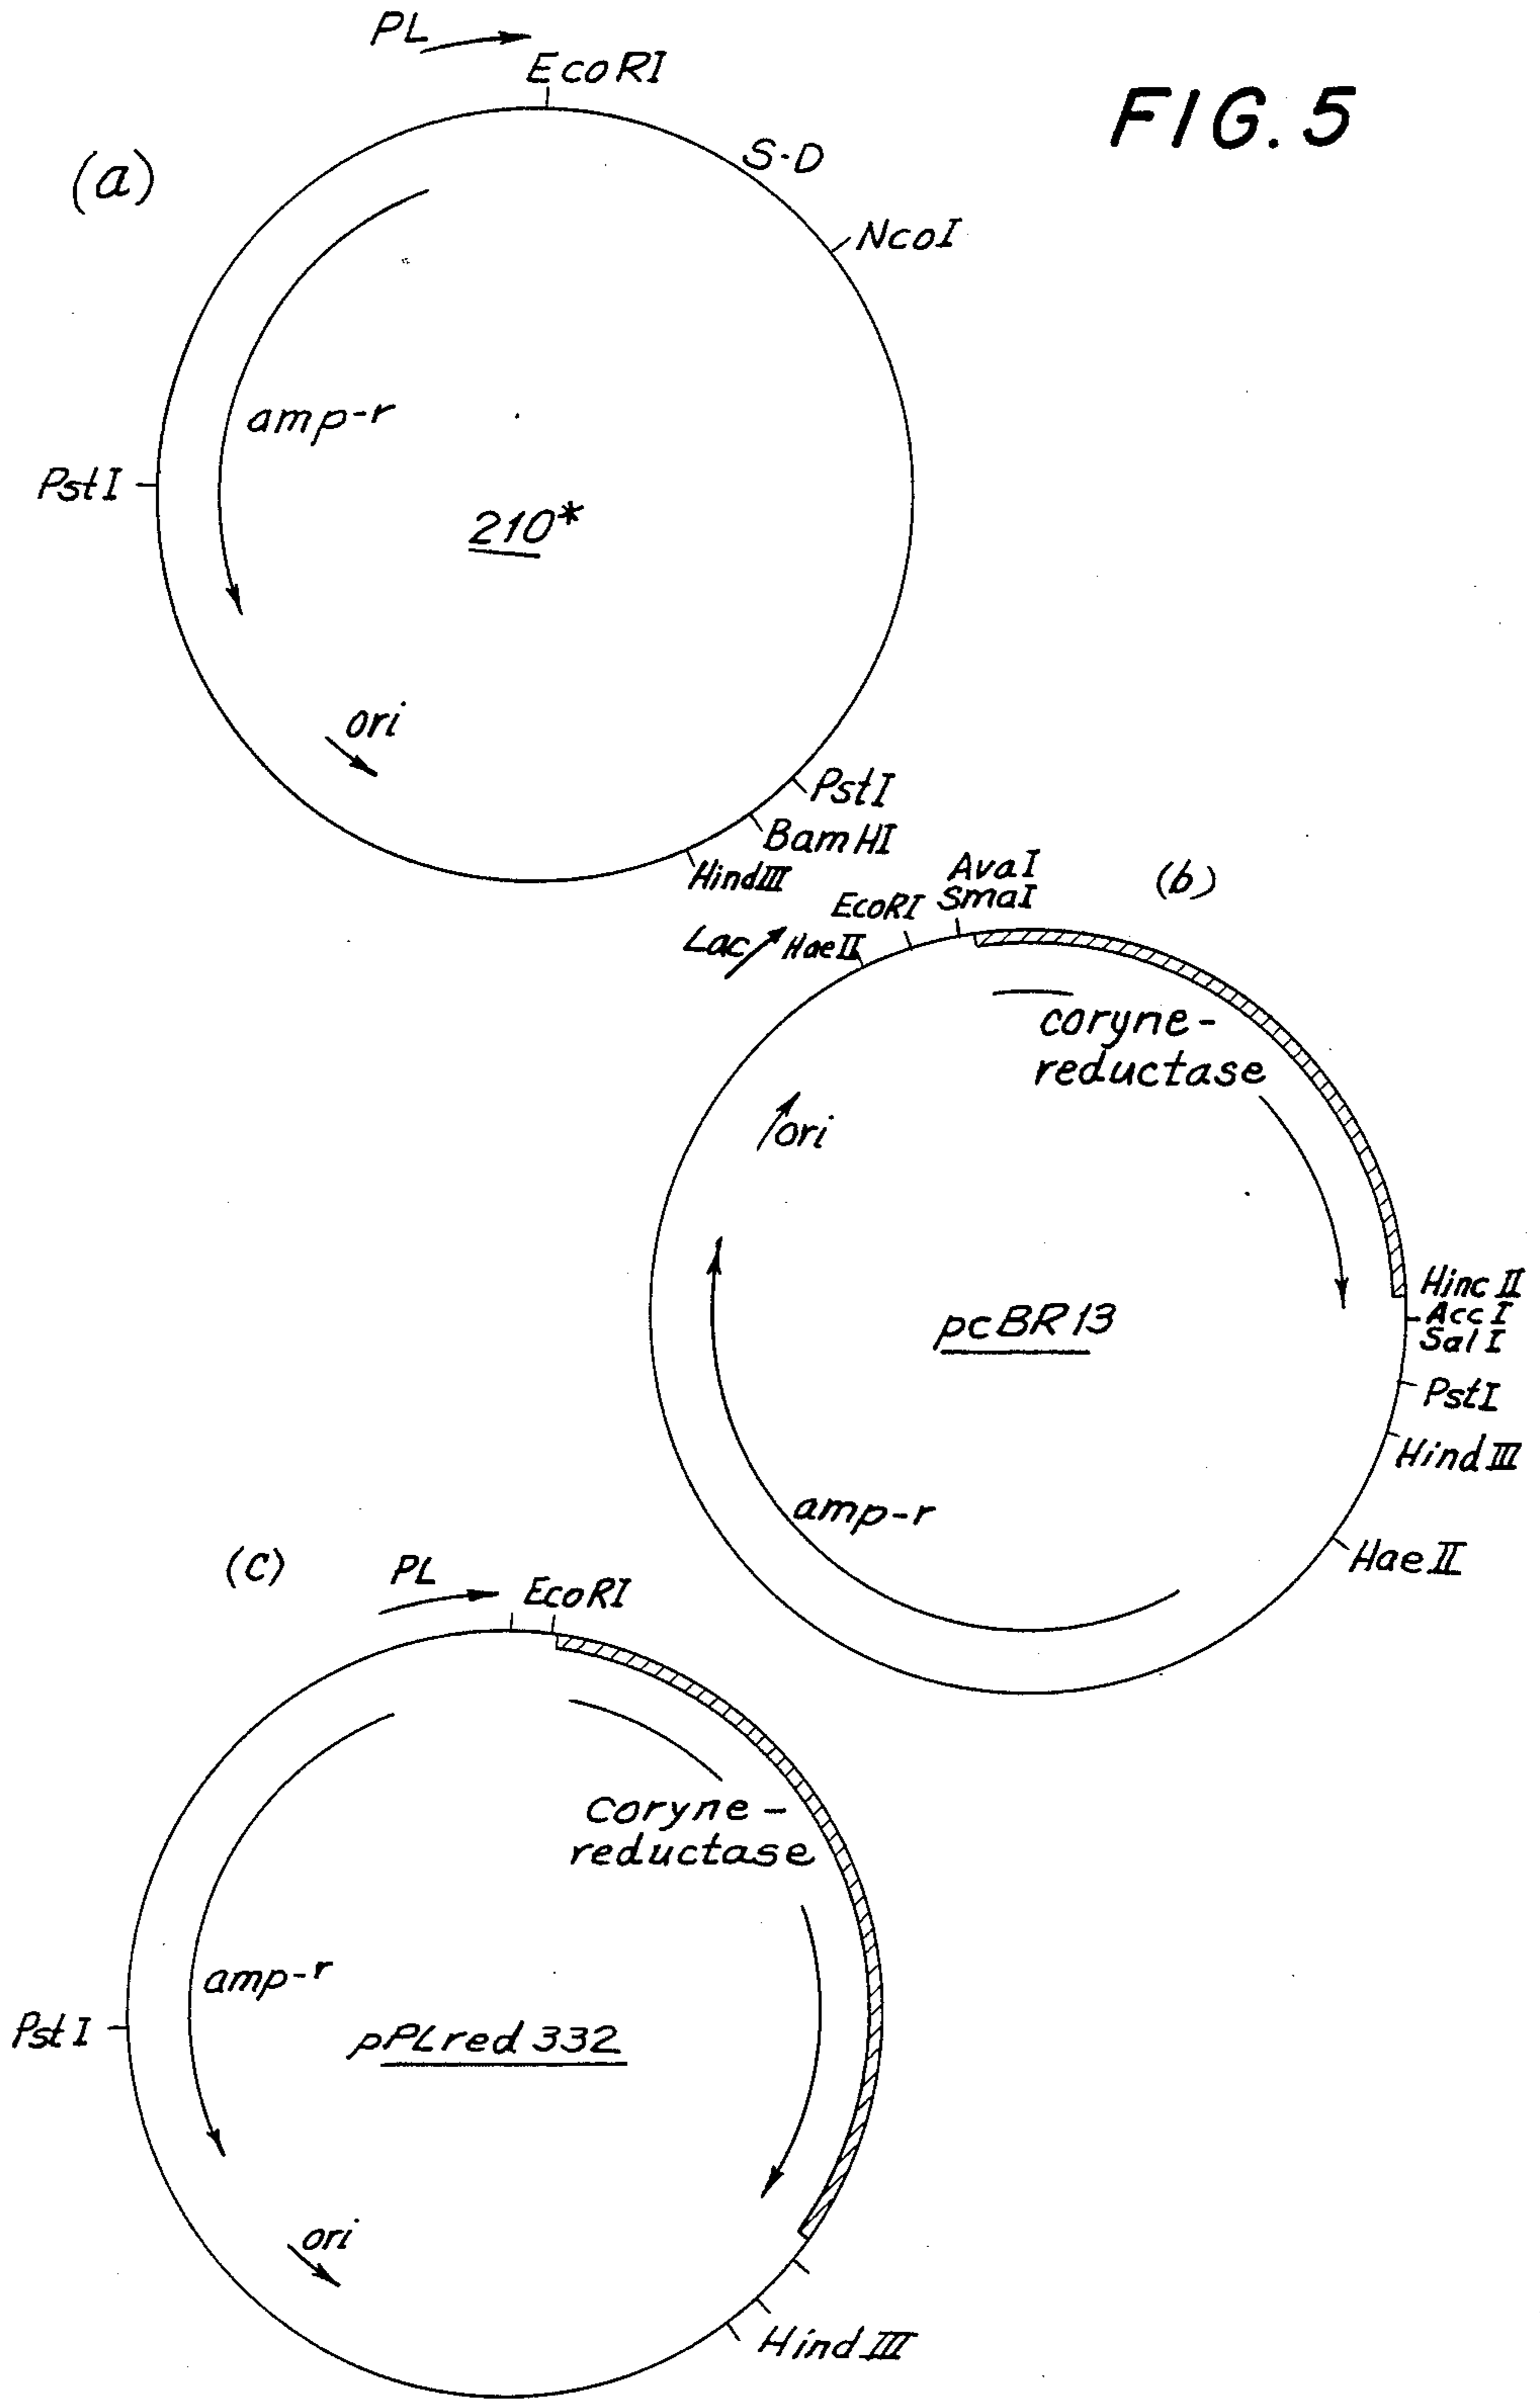 FIG. 5
(a)
PL
EcoRI
S-D
NcoI
amp-r
PstI
210*
ori
PstI
BamHI
HindIII
(b)
Lac
HaeII
EcoRI
AvaI
SmaI
coryne-
reductase
ori
HincII
AccI
SalI
pcBR13
PstI
HindIII
amp-r
HaeII
(c)
PL
EcoRI
Coryne-
reductase
amp-r
PstI
pPLred332
ori
HindIII